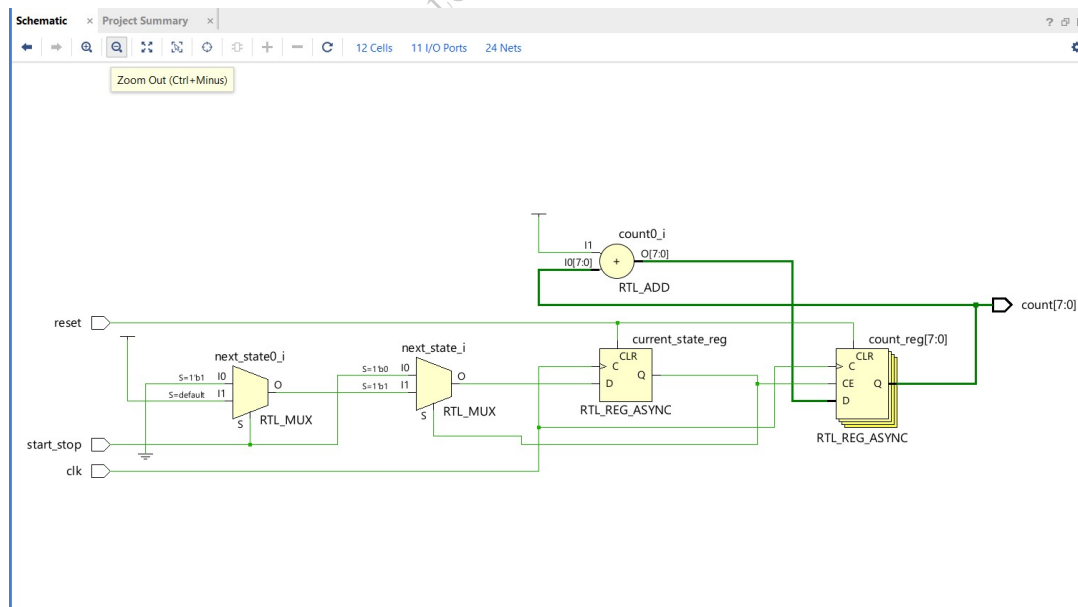 Schematic × Project Summary × ?
12 Cells 11 I/O Ports 24 Nets
Zoom Out (Ctrl+Minus)
count0_i
I1
I0[7:0] + O[7:0]
RTL_ADD
count[7:0]
reset
current_state_reg
count_reg[7:0]
next_state0_i
next_state_i
CLR
CLR
S=1'b0 I0
C
C
S=1'b1 I0
O
Q
CE Q
S=1'b1 I1
D
S=default I1
O
D
S RTL_MUX
S RTL_MUX
RTL_REG_ASYNC
RTL_REG_ASYNC
start_stop
clk